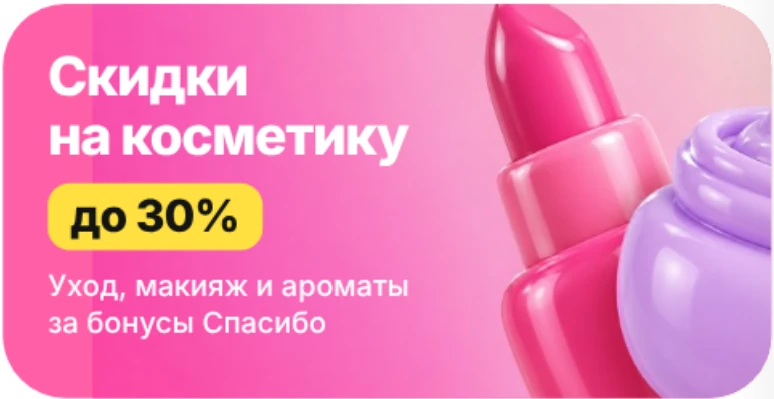 Скидки
на косметику
до 30%
Уход, макияж и ароматы
за бонусы Спасибо